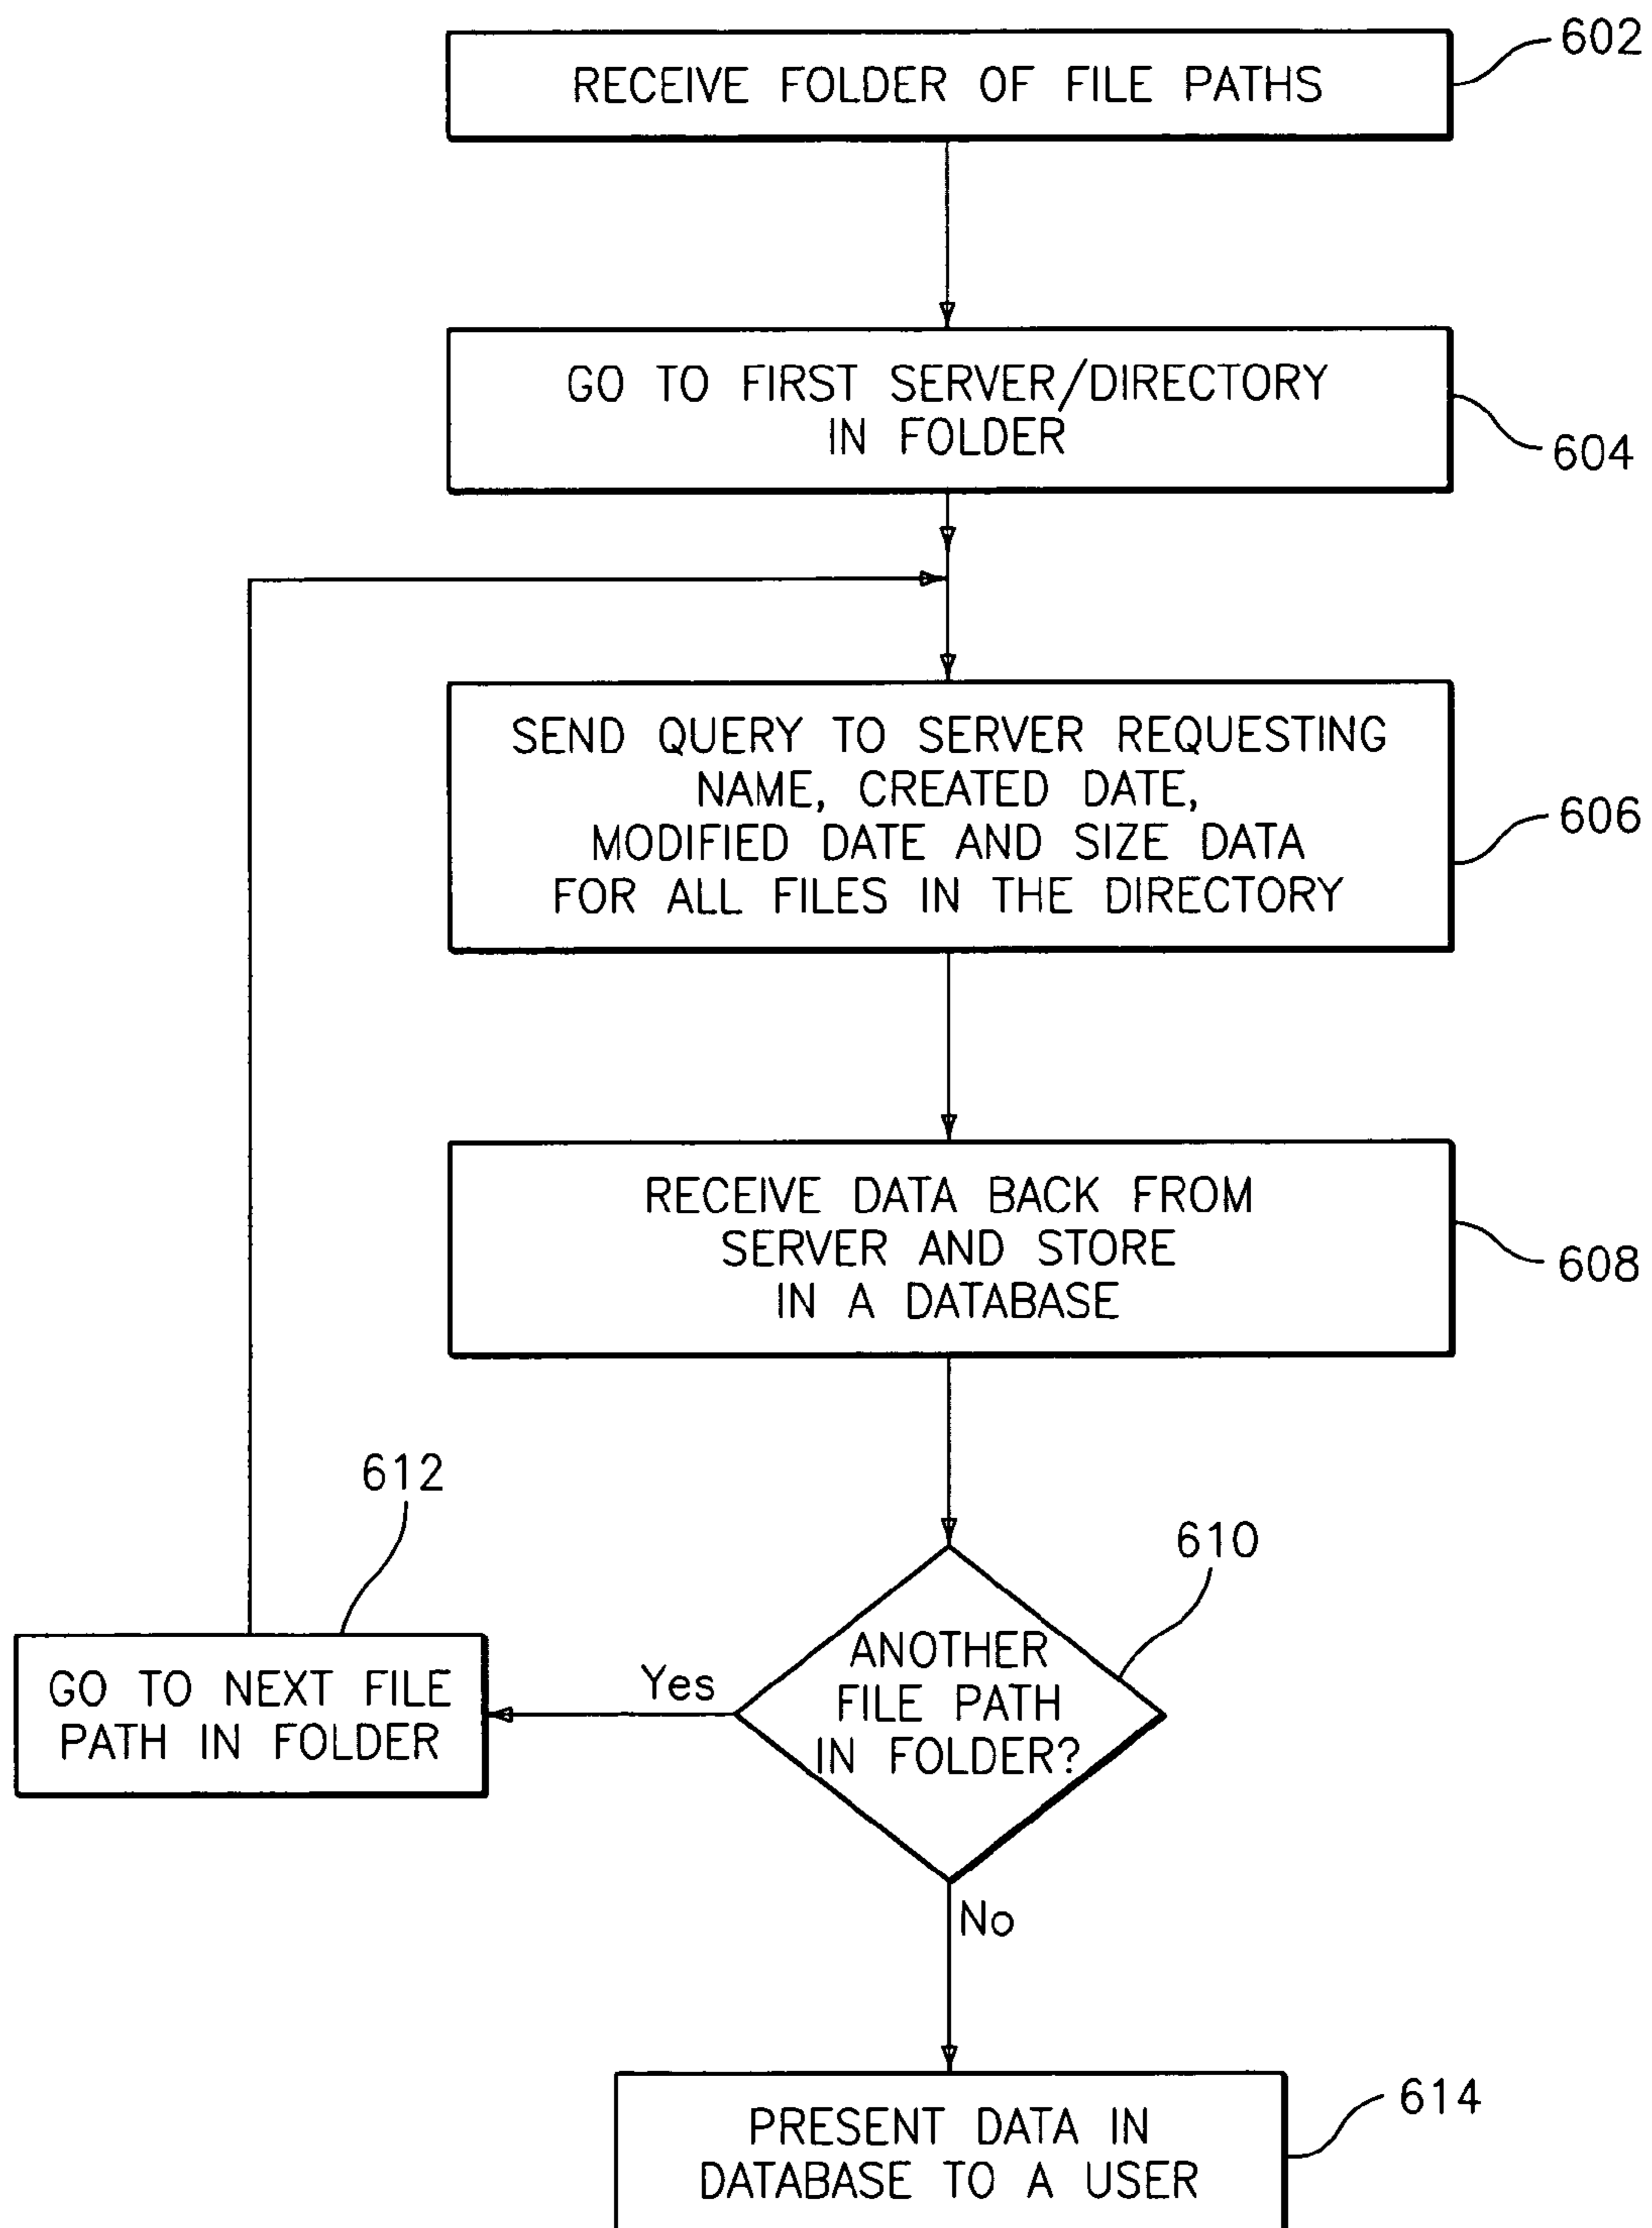 RECEIVE FOLDER OF FILE PATHS
602
GO TO FIRST SERVER/DIRECTORY
IN FOLDER
604
SEND QUERY TO SERVER REQUESTING
NAME, CREATED DATE,
MODIFIED DATE AND SIZE DATA
FOR ALL FILES IN THE DIRECTORY
606
RECEIVE DATA BACK FROM
SERVER AND STORE
IN A DATABASE
608
612
610
ANOTHER
FILE PATH
IN FOLDER?
Yes
GO TO NEXT FILE
PATH IN FOLDER
No
614
PRESENT DATA IN
DATABASE TO A USER